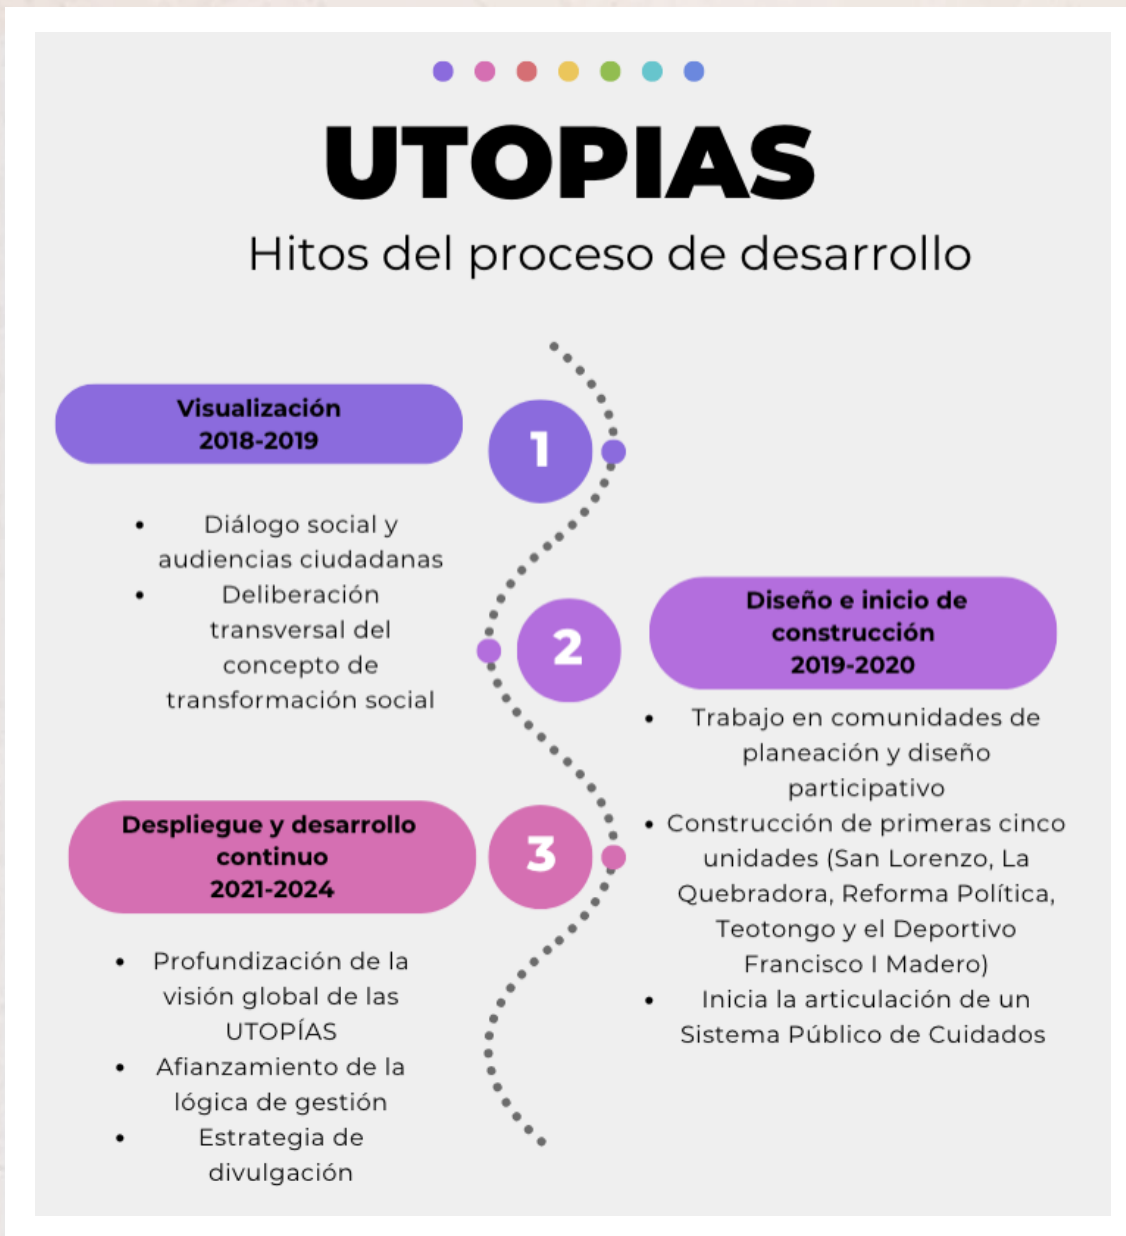 UTOPIAS
Hitos del proceso de desarrollo
Visualización
2018-2019
1
• Diálogo social y
audiencias ciudadanas
• Deliberación
transversal del
concepto de
transformación social
2
Diseño e inicio de
construcción
2019-2020
• Trabajo en comunidades de
planeación y diseño
participativo
• Construcción de primeras cinco
unidades (San Lorenzo, La
Quebradora, Reforma Política,
Teotongo y el Deportivo
Francisco I Madero)
• Inicia la articulación de un
Sistema Público de Cuidados
Despliegue y desarrollo
continuo
2021-2024
3
• Profundización de la
visión global de las
UTOPÍAS
• Afianzamiento de la
lógica de gestión
• Estrategia de
divulgación